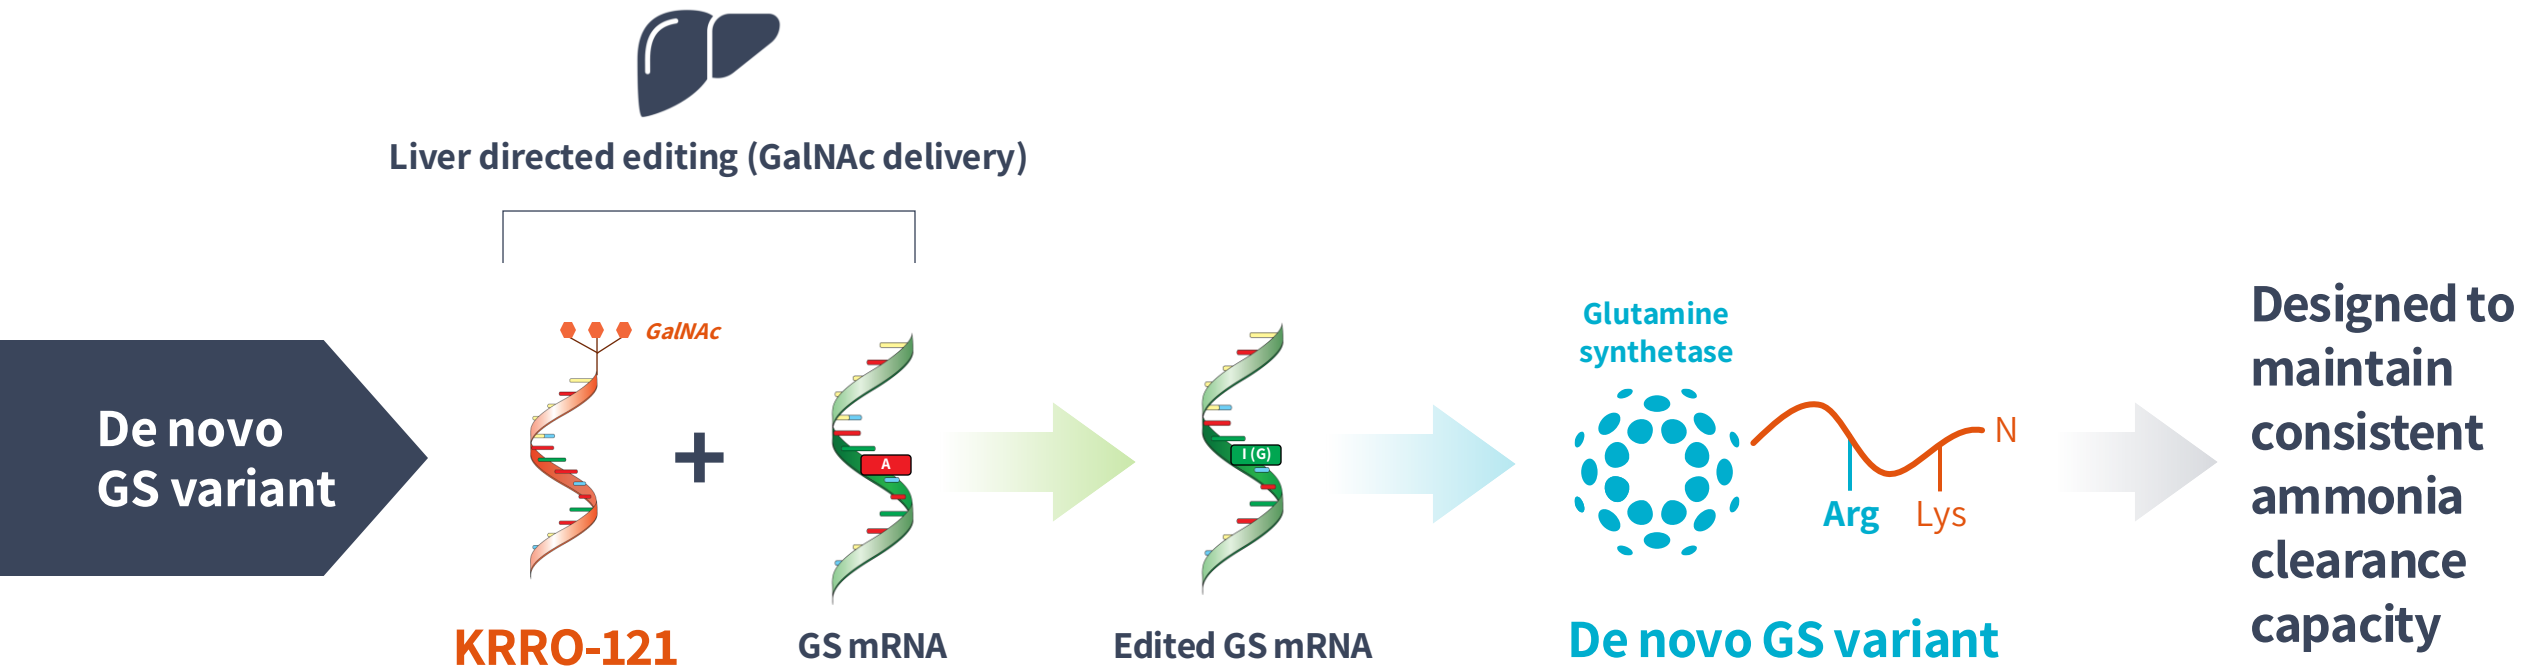 Liver directed editing (GalNAc delivery)
De novo
GS variant
GalNAc
KRRO-121
+
A
GS mRNA
I (G)
Edited GS mRNA
Glutamine
synthetase
N
Arg
Lys
De novo GS variant
Designed to
maintain
consistent
ammonia
clearance
capacity